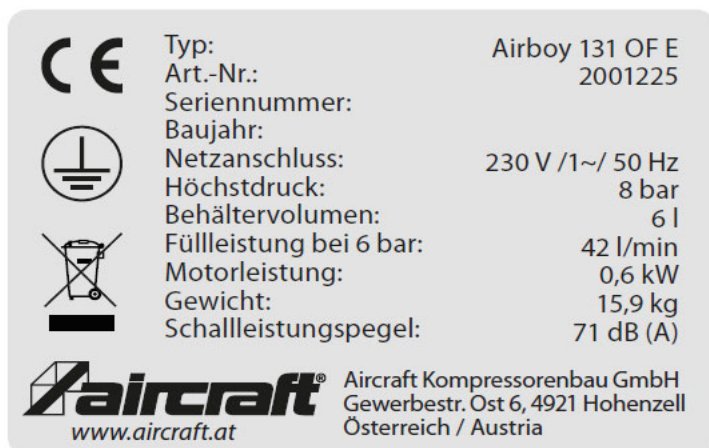 CE
Typ: Airboy 131 OF E
Art.-Nr.: 2001225
Seriennummer:
Baujahr:
Netzanschluss: 230 V /1~/ 50 Hz
Höchstdruck: 8 bar
Behältervolumen: 6 l
Füllleistung bei 6 bar: 42 l/min
Motorleistung: 0,6 kW
Gewicht: 15,9 kg
Schallleistungspegel: 71 dB (A)
aircraft®
www.aircraft.at
Aircraft Kompressorenbau GmbH
Gewerbestr. Ost 6, 4921 Hohenzell
Österreich / Austria